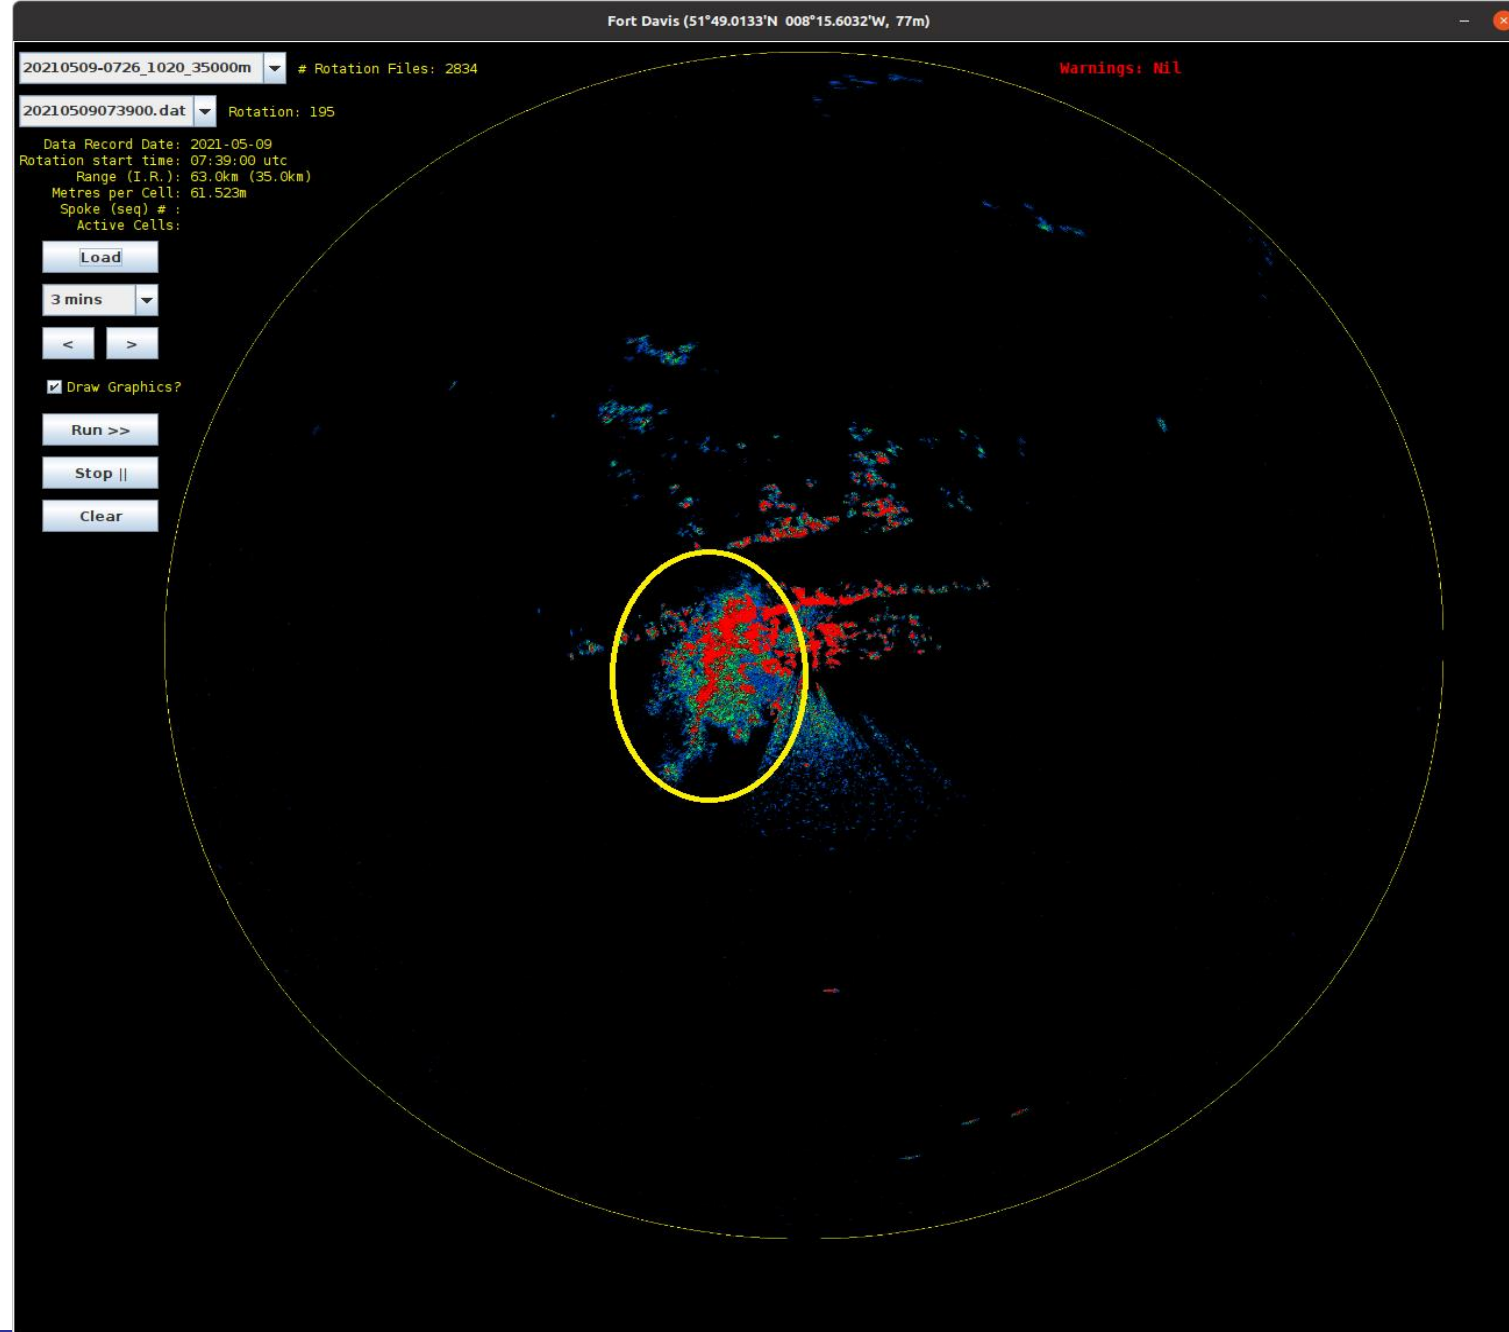 Fort Davis (51°49.0133'N 008°15.6032'W, 77m)
20210509-0726_1020_35000m # Rotation Files: 2834
Warnings: Nil
20210509073900.dat Rotation: 195
Data Record Date: 2021-05-09
Rotation start time: 07:39:00 utc
Range (I.R.): 63.0km (35.0km)
Metres per Cell: 61.523m
Spoke (seq) # :
Active Cells:
Load
3 mins
< >
Draw Graphics?
Run >>
Stop ||
Clear